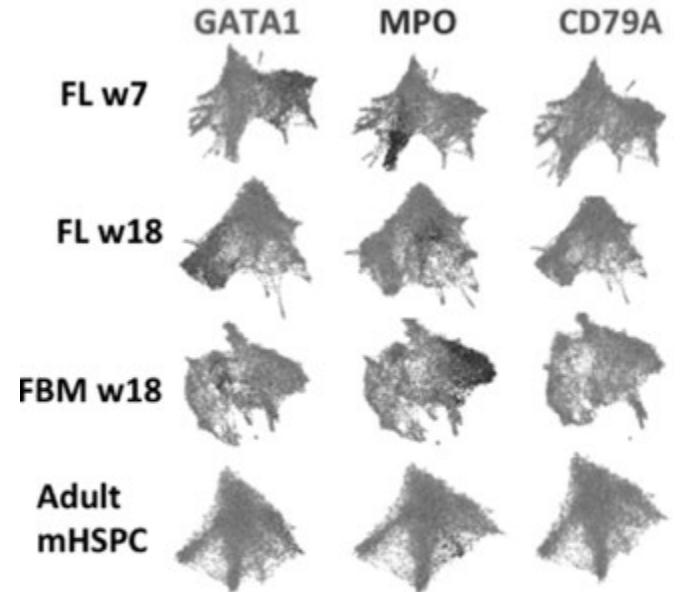 GATA1 MPO CD79A
FL w7
FL w18
FBM w18
Adult
mHSPC